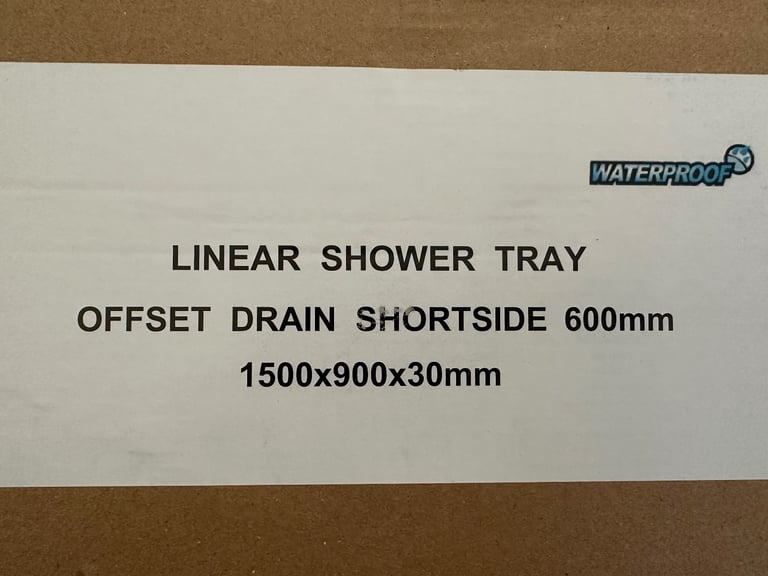 WATERPROOF
LINEAR SHOWER TRAY
OFFSET DRAIN SHORTSIDE 600mm
1500x900x30mm